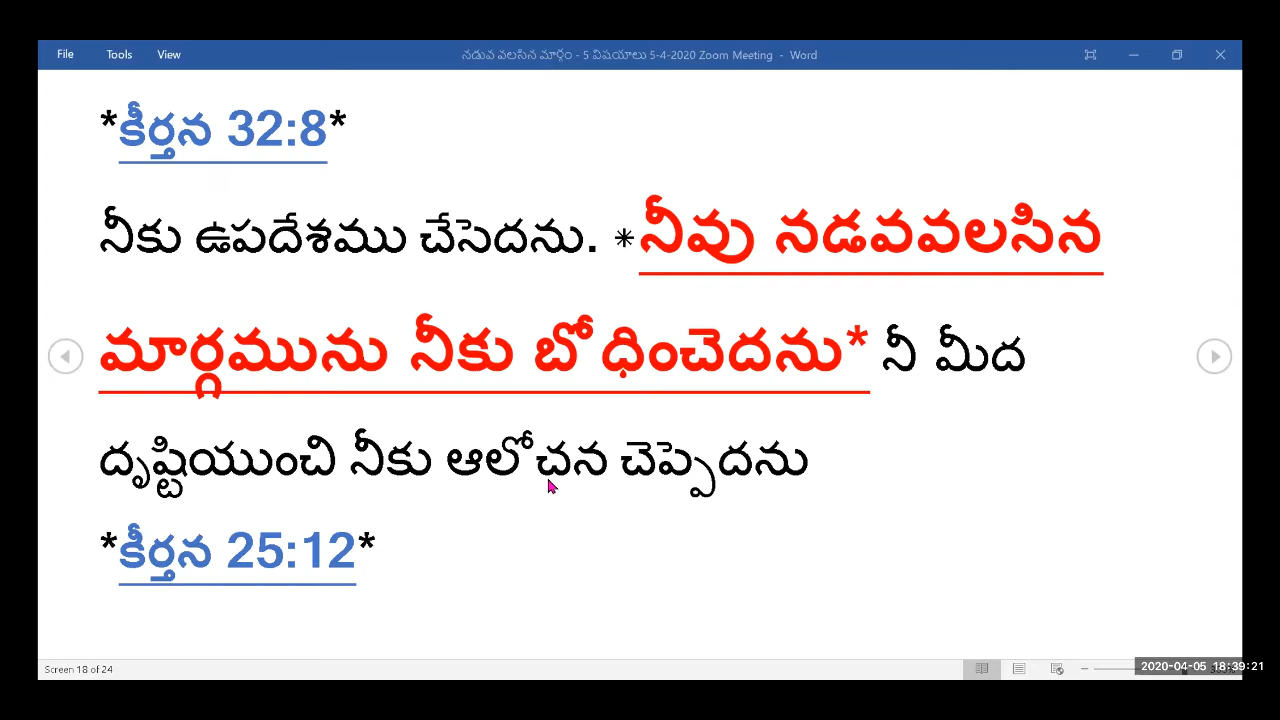 File Tools View నడువ వలసిన మార్గం - 5 విషయాలు 5-4-2020 Zoom Meeting - Word
*కీర్తన 32:8*
నీకు ఉపదేశము చేసెదను. *నీవు నడవవలసిన
మార్గమును నీకు బోధించెదను* నీ మీద
దృష్టియుంచి నీకు ఆలోచన చెప్పెదను
*కీర్తన 25:12*
Screen 18 of 24
2020-04-05 18:39:21